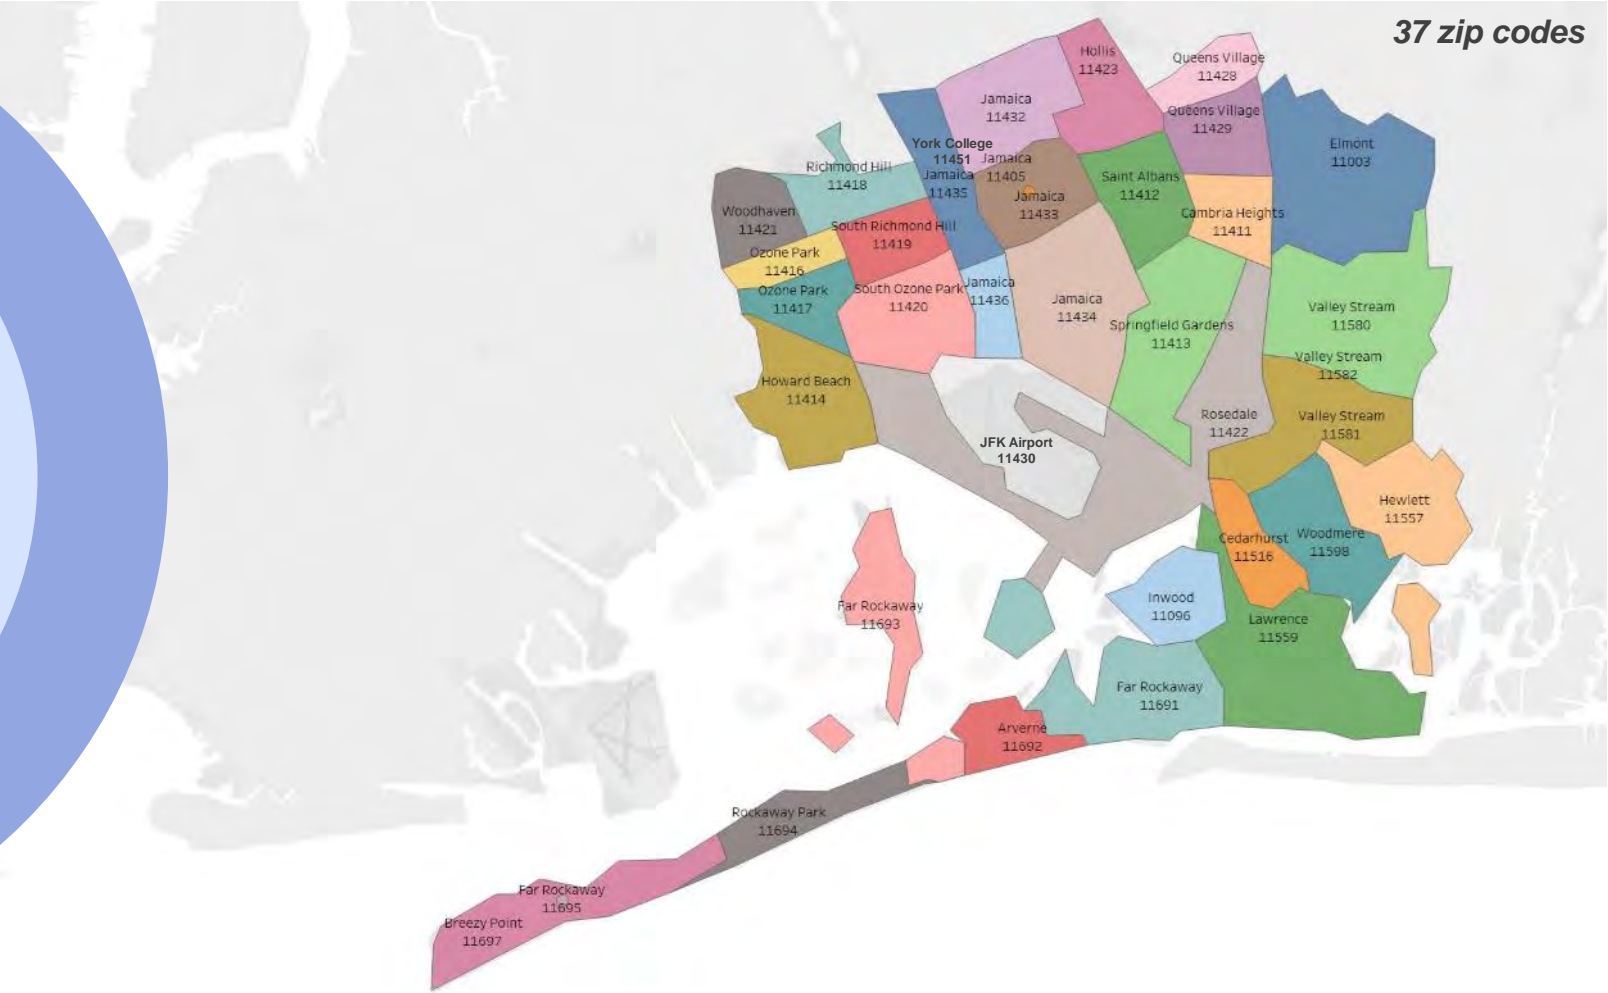 37 zip codes
Hollis
11423
Queens Village
11428
Jamaica
11432
Queens Village
11429
Elmont
11003
York College
11451
Jamaica
11405
Richmond Hill
11418
Jamaica
11435
Saint Albans
11412
Jamaica
11433
Woodhaven
11421
Cambria Heights
11411
South Richmond Hill
11419
Ozone Park
11416
Ozone Park
11417
South Ozone Park
11420
Jamaica
11436
Jamaica
11434
Springfield Gardens
11413
Valley Stream
11580
Valley Stream
11582
Howard Beach
11414
Rosedale
11422
Valley Stream
11581
JFK Airport
11430
Hewlett
11557
Cedarhurst
11516
Woodmere
11598
Far Rockaway
11693
Inwood
11096
Lawrence
11559
Far Rockaway
11691
Arverne
11692
Rockaway Park
11694
Far Rockaway
11695
Breezy Point
11697